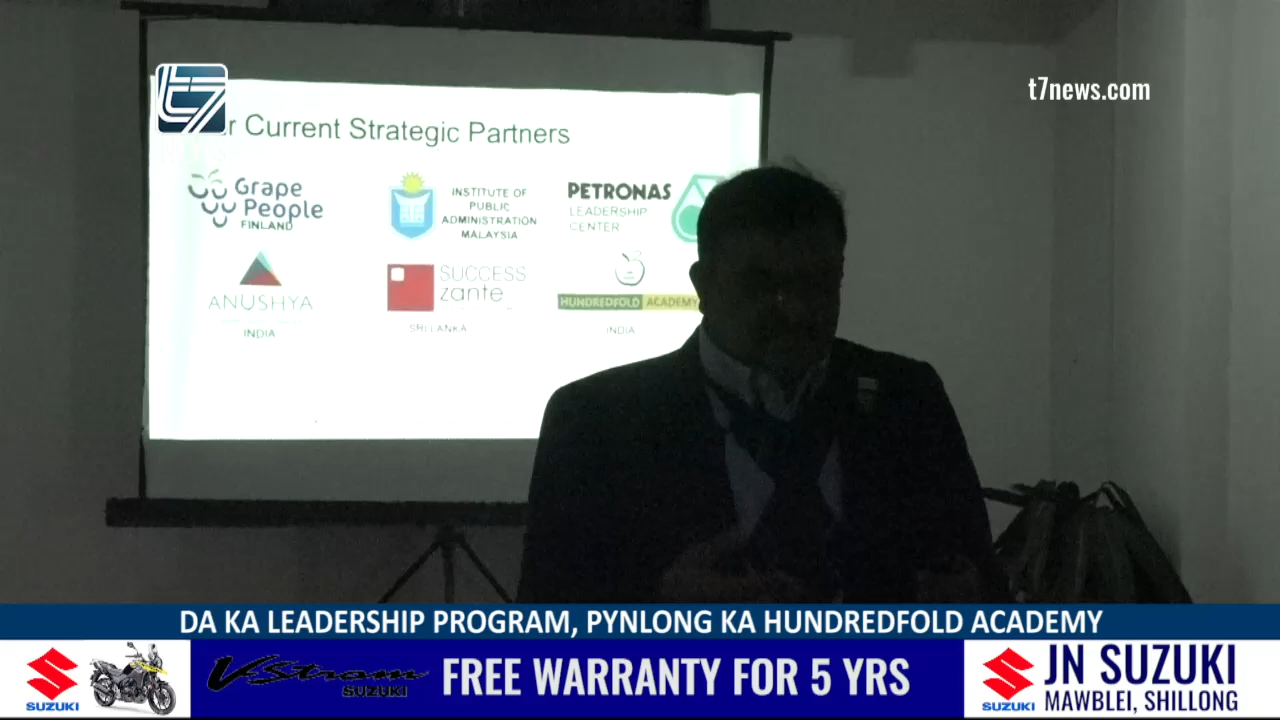 t7
t7news.com
r Current Strategic Partners
Grape
People
FINLAND
INSTITUTE OF
PUBLIC
ADMINISTRATION
MALAYSIA
PETRONAS
LEADERSHIP
CENTER
ANUSHYA
INDIA
SUCCESS
zante
SRI LANKA
HUNDREDFOLD ACADEMY
INDIA
DA KA LEADERSHIP PROGRAM, PYNLONG KA HUNDREDFOLD ACADEMY
SUZUKI
V-Strom
SUZUKI
FREE WARRANTY FOR 5 YRS
SUZUKI
JN SUZUKI
MAWBLEI, SHILLONG